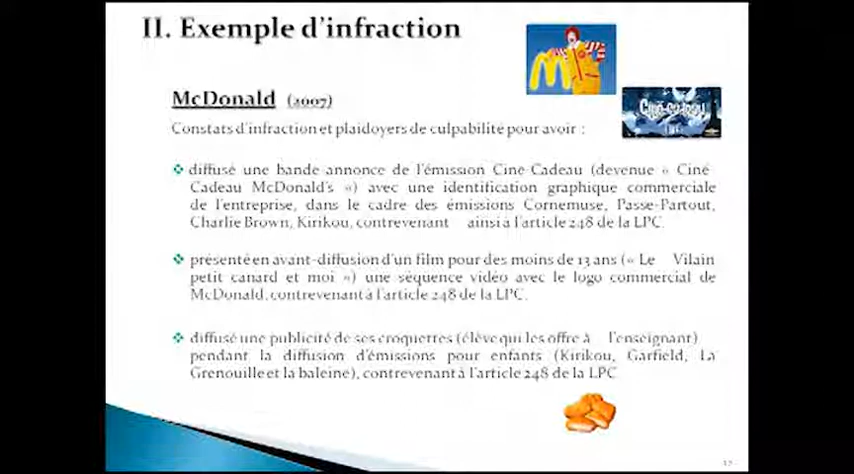 II. Exemple d'infraction
McDonald (2007)
Ciné-cadeau
Constats d'infraction et plaidoyers de culpabilité pour avoir :
❖ diffusé une bande annonce de l'émission Ciné-Cadeau (devenue « Ciné
Cadeau McDonald's ») avec une identification graphique commerciale
de l'entreprise, dans le cadre des émissions Cornemuse, Passe-Partout,
Charlie Brown, Kirikou, contrevenant ainsi à l'article 248 de la LPC.
❖ présenté en avant-diffusion d'un film pour des moins de 13 ans (« Le Vilain
petit canard et moi ») une séquence vidéo avec le logo commercial de
McDonald, contrevenant à l'article 248 de la LPC.
❖ diffusé une publicité de ses croquettes (élève qui les offre à l'enseignant)
pendant la diffusion d'émissions pour enfants (Kirikou, Garfield, La
Grenouille et la baleine), contrevenant à l'article 248 de la LPC